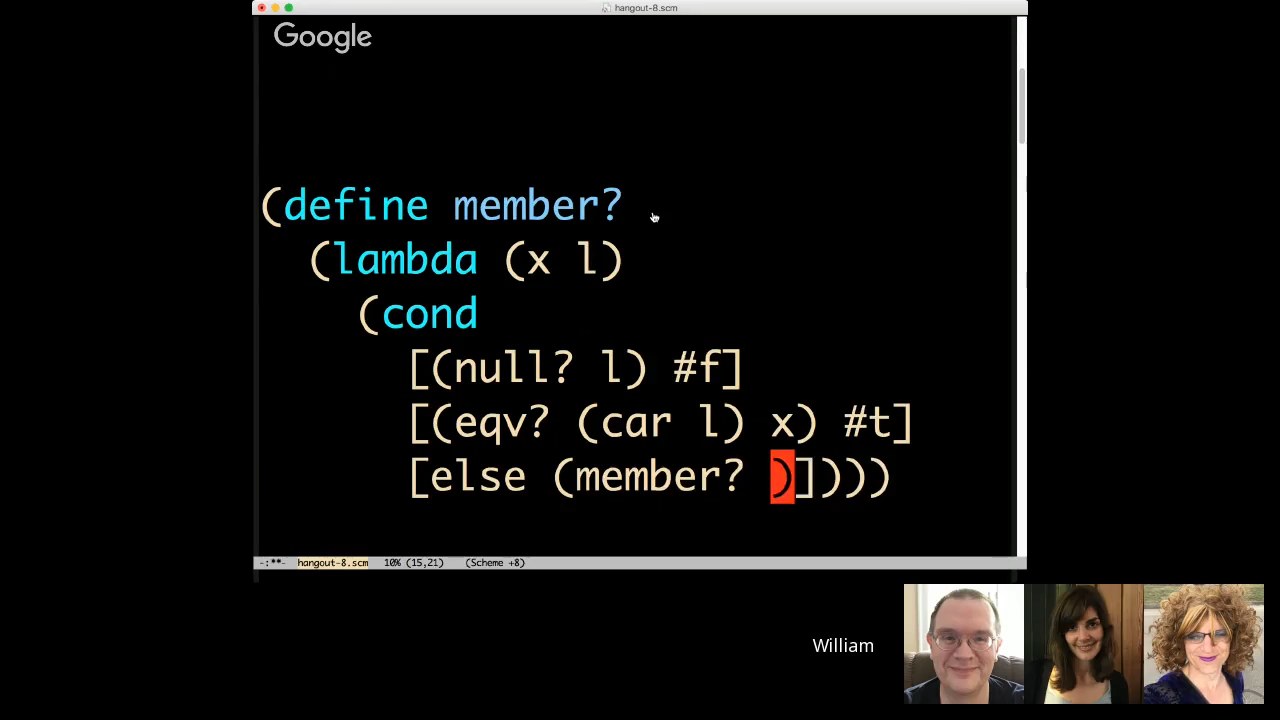 hangout-8.scm
Google
(define member?
(lambda (x l)
(cond
[(null? l) #f]
[(eqv? (car l) x) #t]
[else (member? )])))
-:**- hangout-8.scm 10% (15,21) (Scheme +8)
William